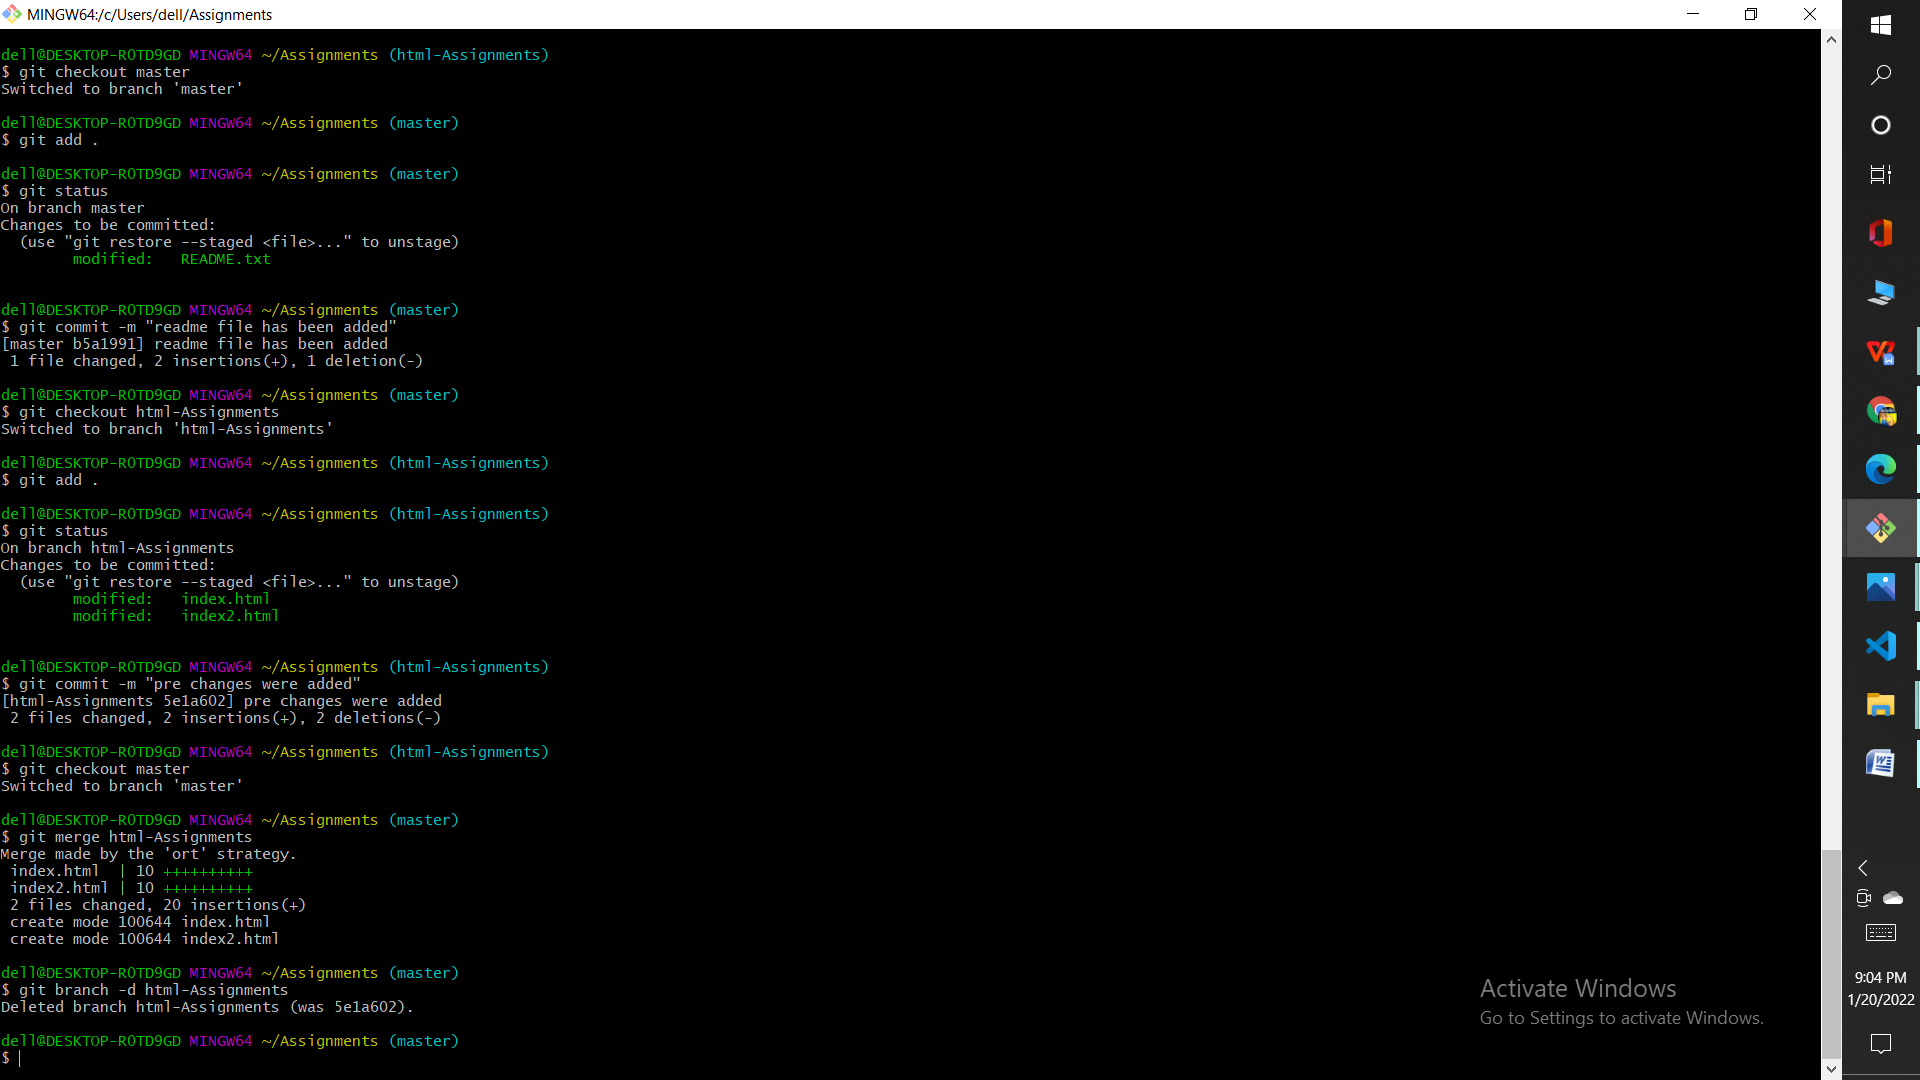 MINGW64:/c/Users/dell/Assignments
dell@DESKTOP-R0TD9GD MINGW64 ~/Assignments (html-Assignments)
$ git checkout master
Switched to branch 'master'
dell@DESKTOP-R0TD9GD MINGW64 ~/Assignments (master)
$ git add .
dell@DESKTOP-R0TD9GD MINGW64 ~/Assignments (master)
$ git status
On branch master
Changes to be committed:
  (use "git restore --staged <file>..." to unstage)
        modified:   README.txt
dell@DESKTOP-R0TD9GD MINGW64 ~/Assignments (master)
$ git commit -m "readme file has been added"
[master b5a1991] readme file has been added
 1 file changed, 2 insertions(+), 1 deletion(-)
dell@DESKTOP-R0TD9GD MINGW64 ~/Assignments (master)
$ git checkout html-Assignments
Switched to branch 'html-Assignments'
dell@DESKTOP-R0TD9GD MINGW64 ~/Assignments (html-Assignments)
$ git add .
dell@DESKTOP-R0TD9GD MINGW64 ~/Assignments (html-Assignments)
$ git status
On branch html-Assignments
Changes to be committed:
  (use "git restore --staged <file>..." to unstage)
        modified:   index.html
        modified:   index2.html
dell@DESKTOP-R0TD9GD MINGW64 ~/Assignments (html-Assignments)
$ git commit -m "pre changes were added"
[html-Assignments 5e1a602] pre changes were added
 2 files changed, 2 insertions(+), 2 deletions(-)
dell@DESKTOP-R0TD9GD MINGW64 ~/Assignments (html-Assignments)
$ git checkout master
Switched to branch 'master'
dell@DESKTOP-R0TD9GD MINGW64 ~/Assignments (master)
$ git merge html-Assignments
Merge made by the 'ort' strategy.
 index.html  | 10 ++++++++++
 index2.html | 10 ++++++++++
 2 files changed, 20 insertions(+)
 create mode 100644 index.html
 create mode 100644 index2.html
dell@DESKTOP-R0TD9GD MINGW64 ~/Assignments (master)
$ git branch -d html-Assignments
Deleted branch html-Assignments (was 5e1a602).
dell@DESKTOP-R0TD9GD MINGW64 ~/Assignments (master)
$
Activate Windows
Go to Settings to activate Windows.
9:04 PM
1/20/2022